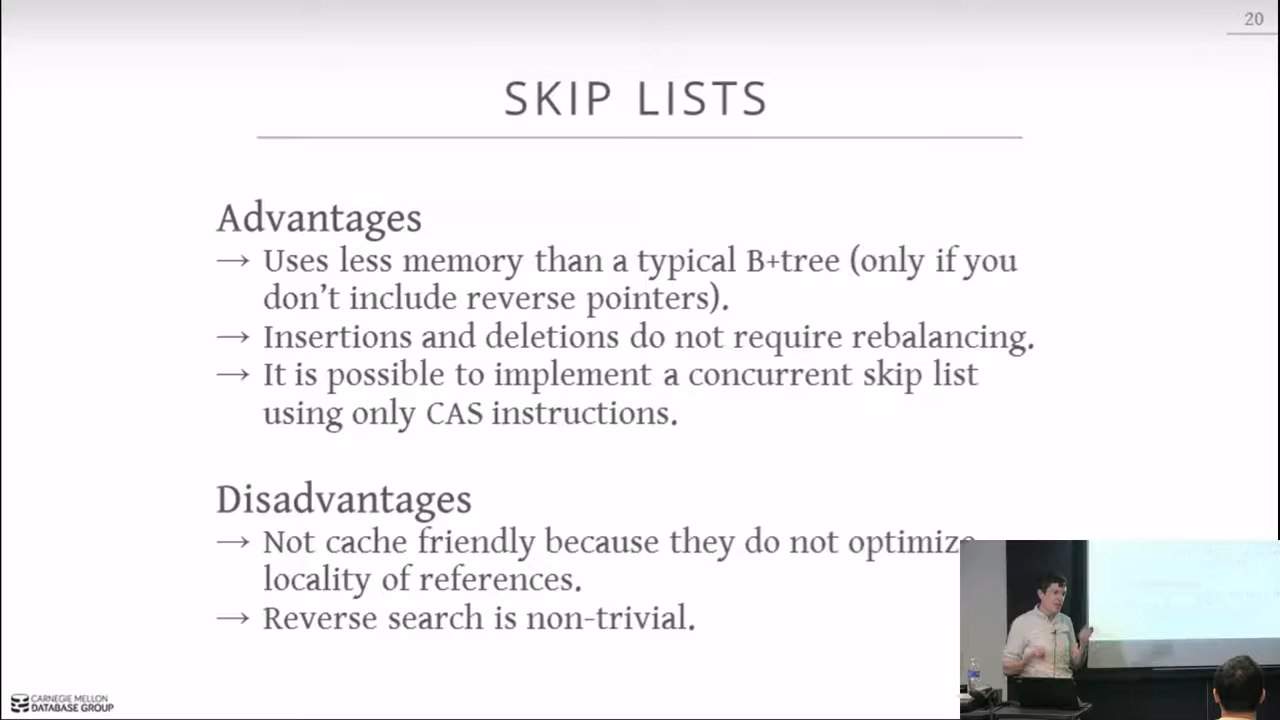 20
SKIP LISTS
Advantages
→ Uses less memory than a typical B+tree (only if you
don't include reverse pointers).
→ Insertions and deletions do not require rebalancing.
→ It is possible to implement a concurrent skip list
using only CAS instructions.
Disadvantages
→ Not cache friendly because they do not optimize
locality of references.
→ Reverse search is non-trivial.
CARNEGIE MELLON
DATABASE GROUP